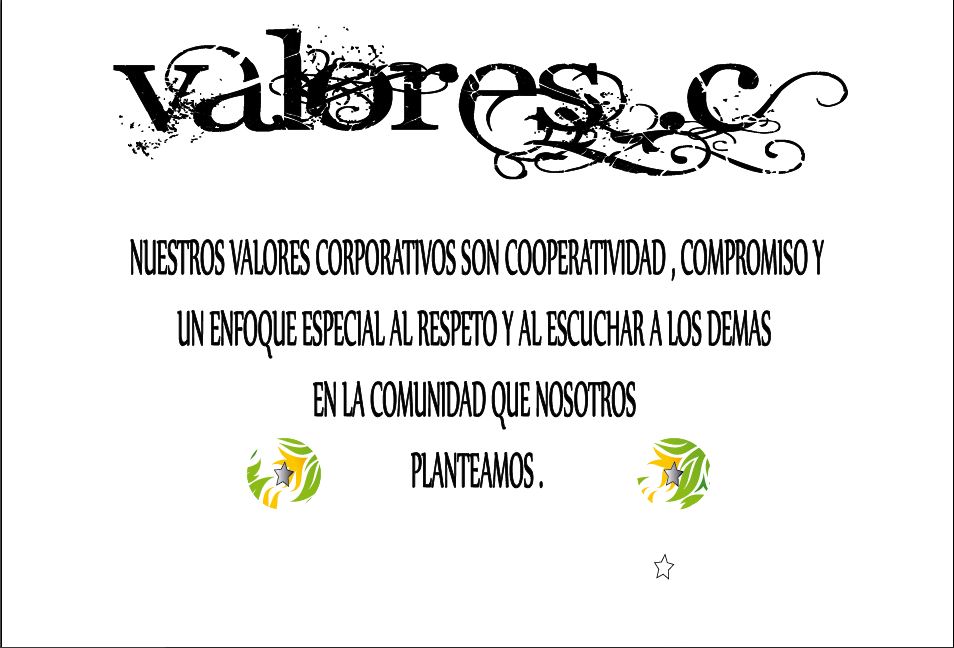 valores .c
NUESTROS VALORES CORPORATIVOS SON COOPERATIVIDAD , COMPROMISO Y
UN ENFOQUE ESPECIAL AL RESPETO Y AL ESCUCHAR A LOS DEMAS
EN LA COMUNIDAD QUE NOSOTROS
PLANTEAMOS .